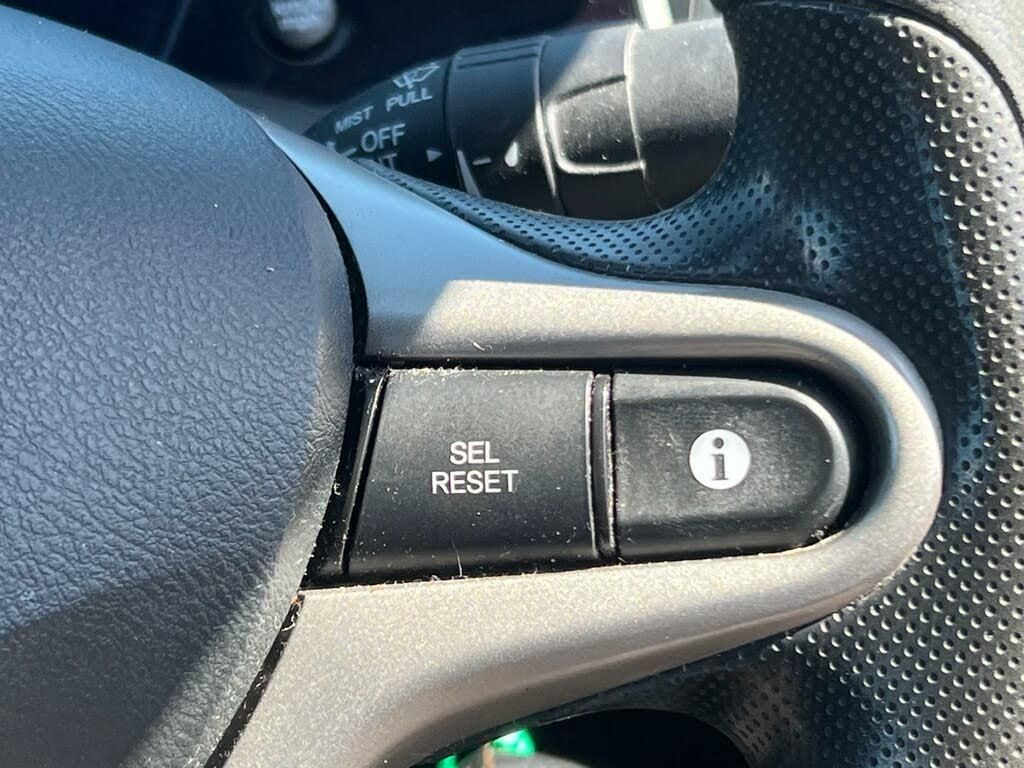 MIST PULL
OFF
SEL
RESET
i